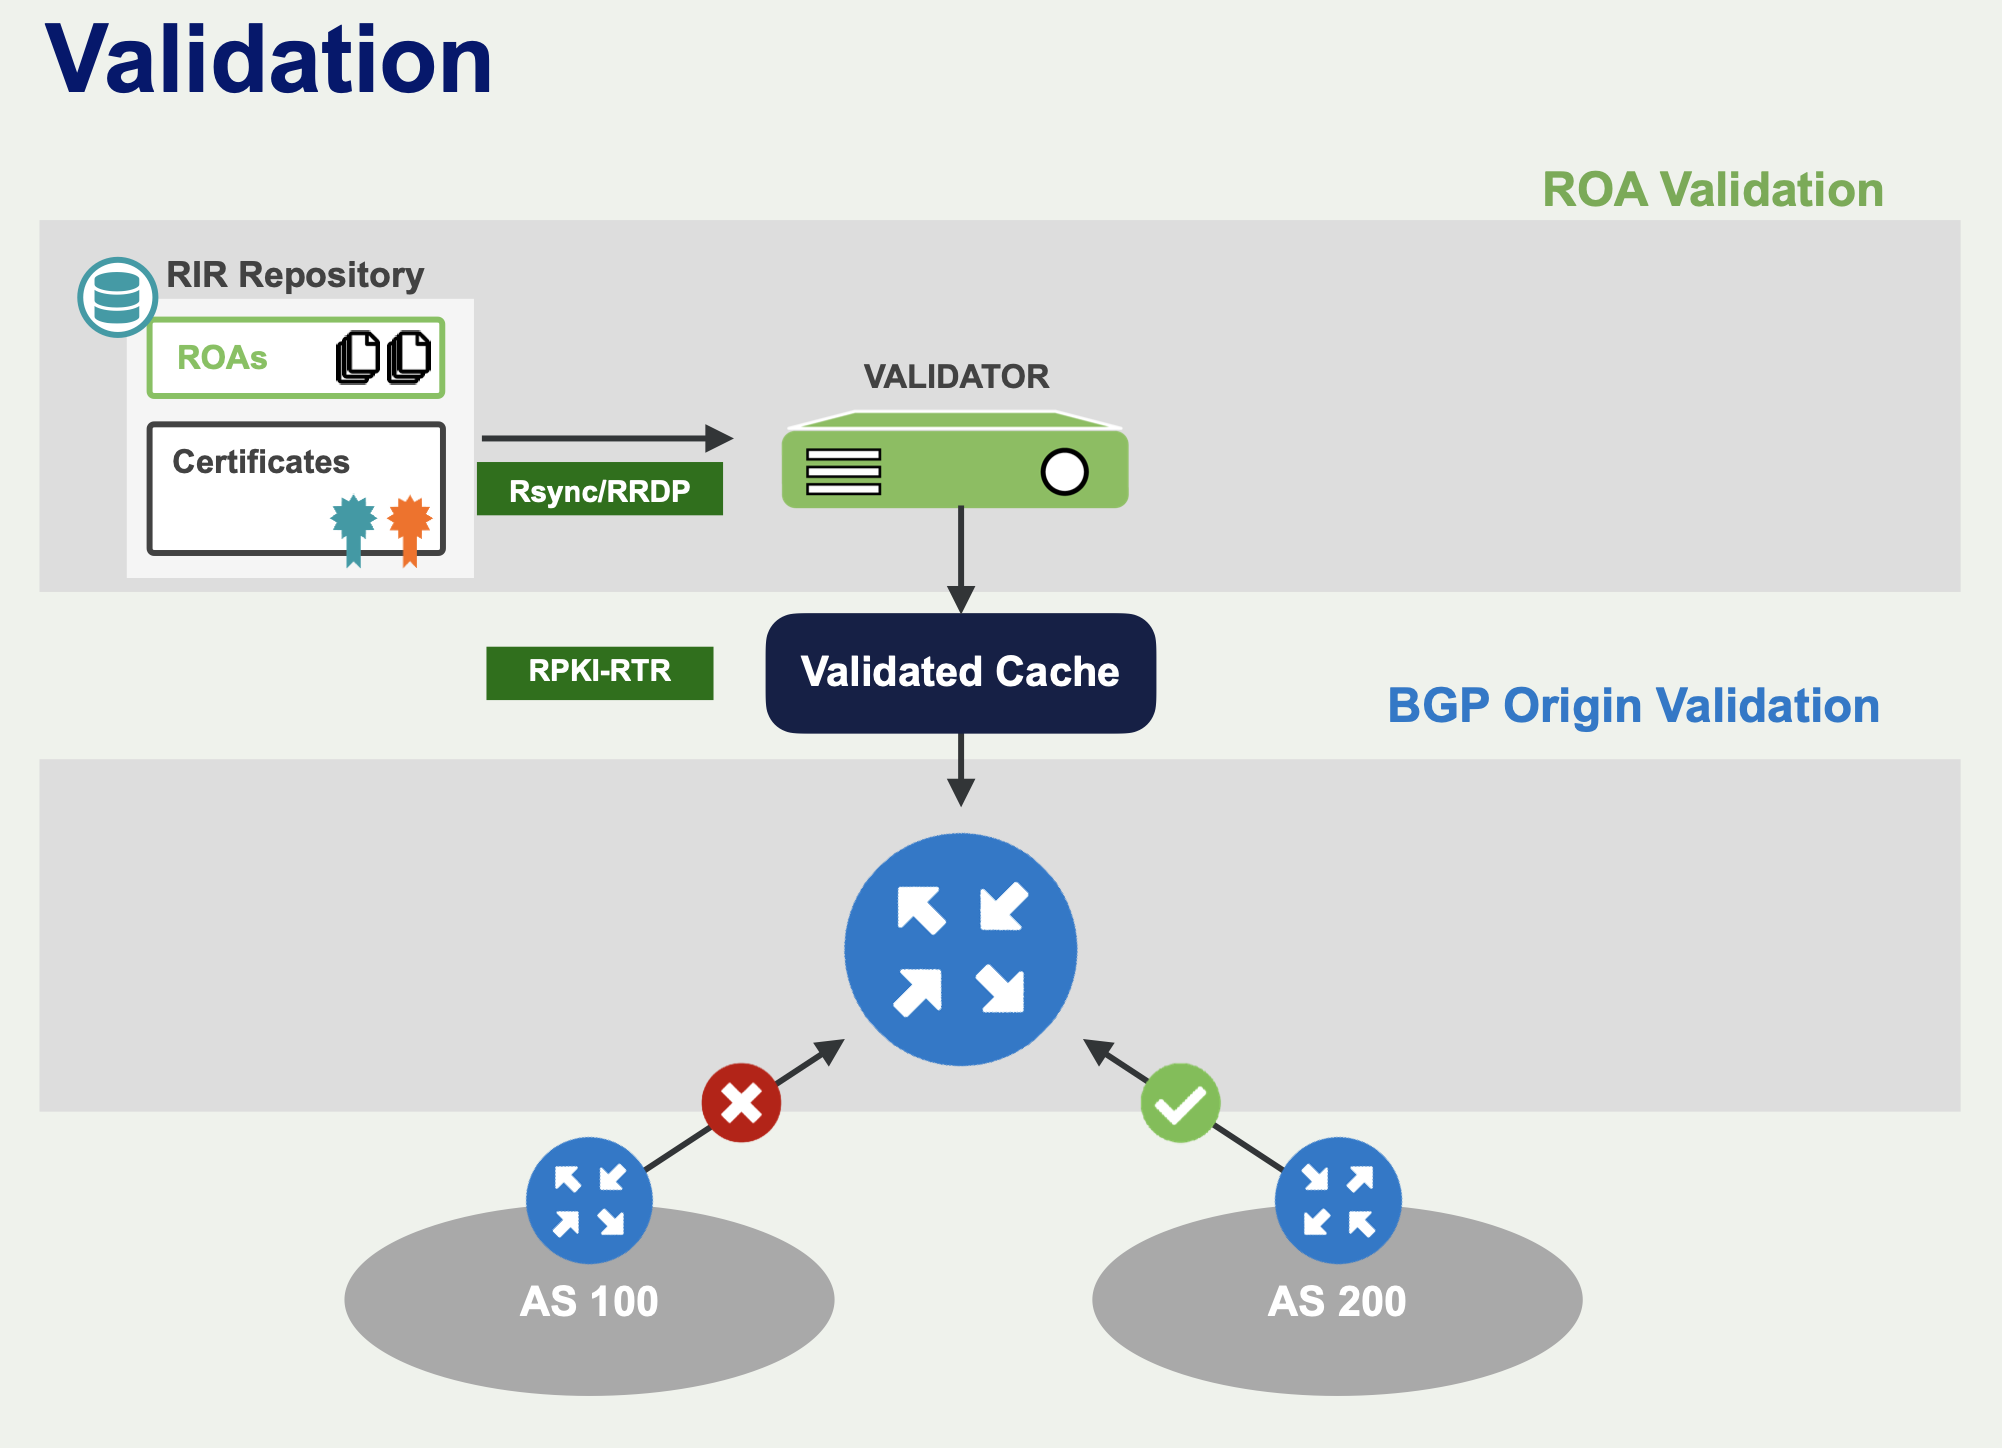 Validation
ROA Validation
RIR Repository
ROAs
Certificates
Rsync/RRDP
VALIDATOR
RPKI-RTR
Validated Cache
BGP Origin Validation
AS 100
AS 200